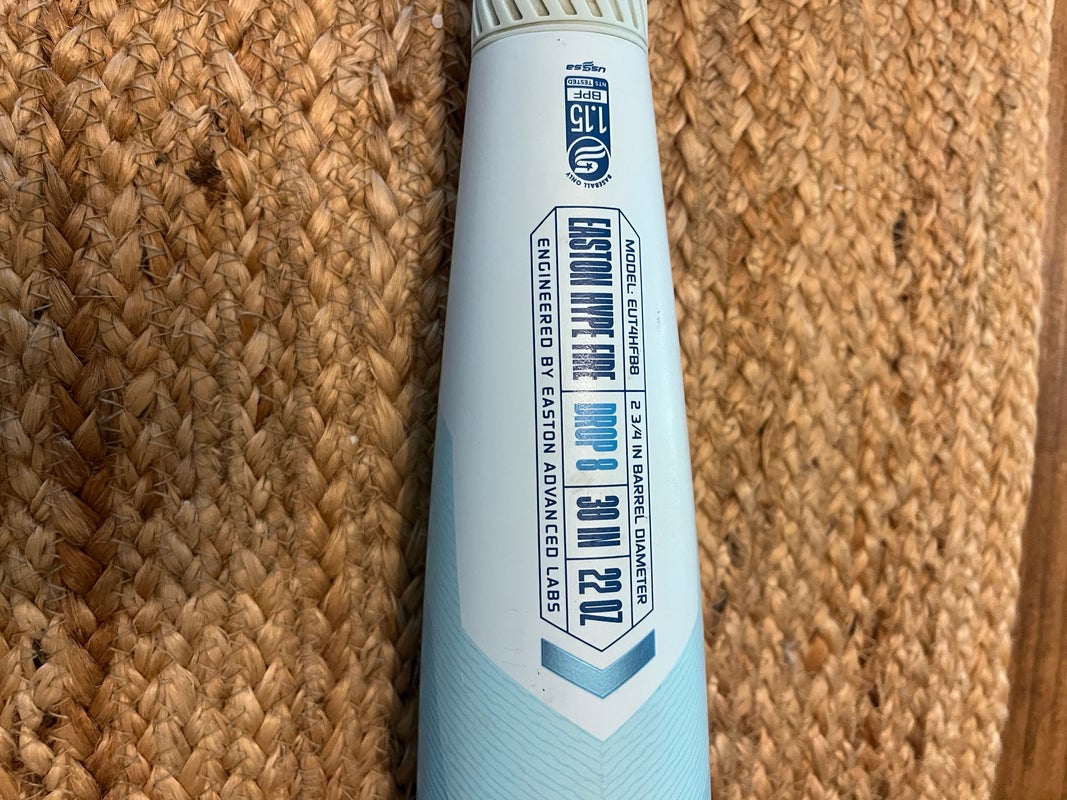 USSSA
NTS TESTED
BPF
1.15
BASEBALL ONLY
MODEL: EUT4HFB8
2 3/4 IN BARREL DIAMETER
EASTON HYPE FIRE
DROP 8
30 IN
22 OZ
ENGINEERED BY EASTON ADVANCED LABS